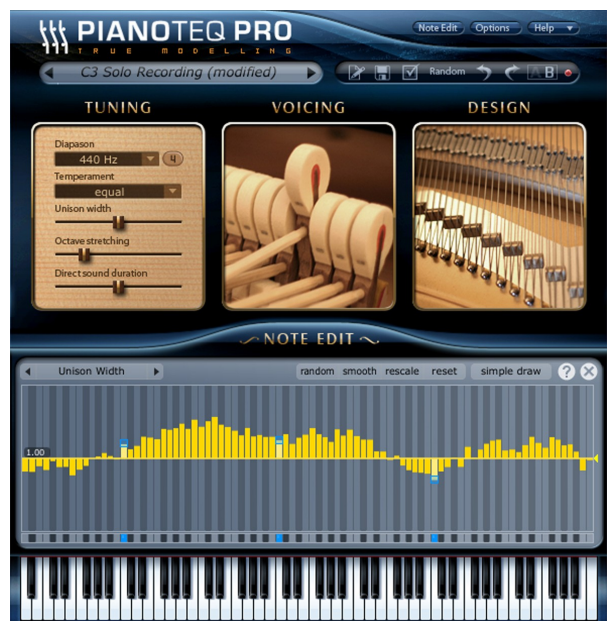 PIANOTEQ PRO
TRUE MODELLING
Note Edit Options Help
C3 Solo Recording (modified)
Random AB
TUNING VOICING DESIGN
Diapason
440 Hz 4
Temperament
equal
Unison width
Octave stretching
Direct sound duration
NOTE EDIT
Unison Width random smooth rescale reset simple draw ?
1.00